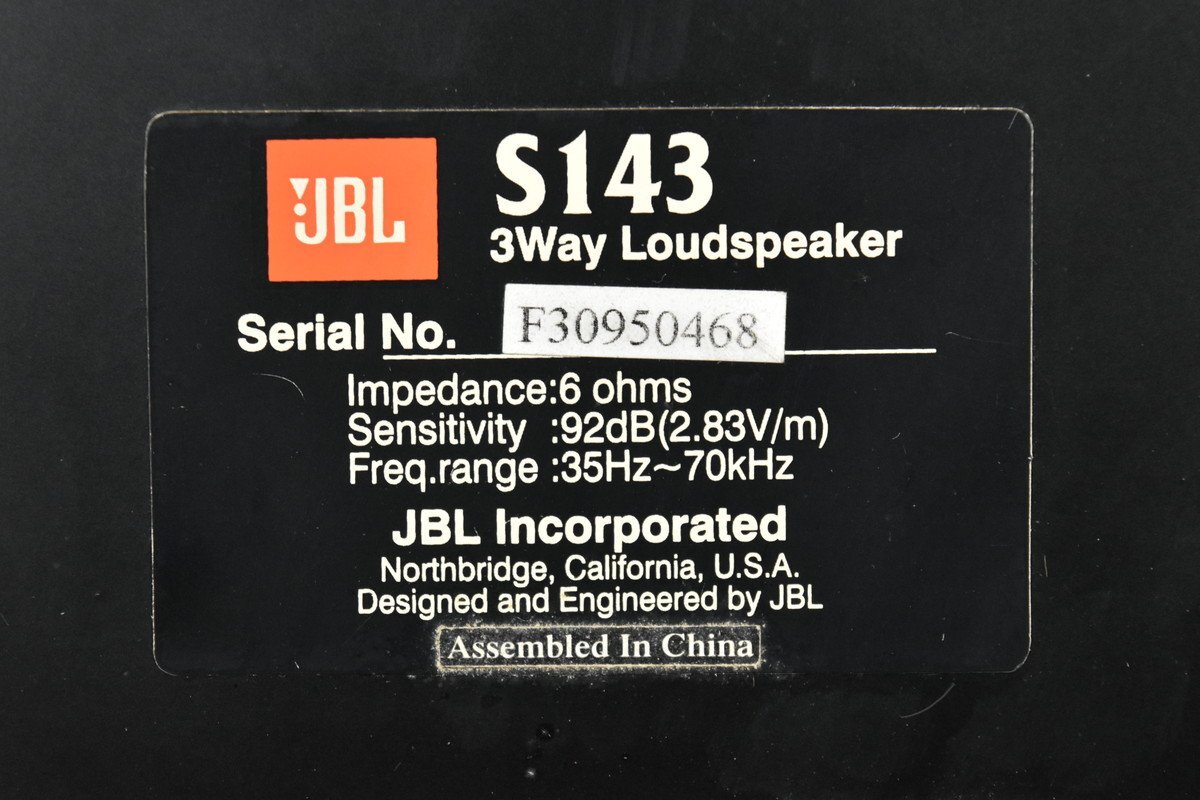 JBL
S143
3Way Loudspeaker
Serial No. F30950468
Impedance:6 ohms
Sensitivity :92dB(2.83V/m)
Freq.range :35Hz~70kHz
JBL Incorporated
Northbridge, California, U.S.A.
Designed and Engineered by JBL
Assembled In China